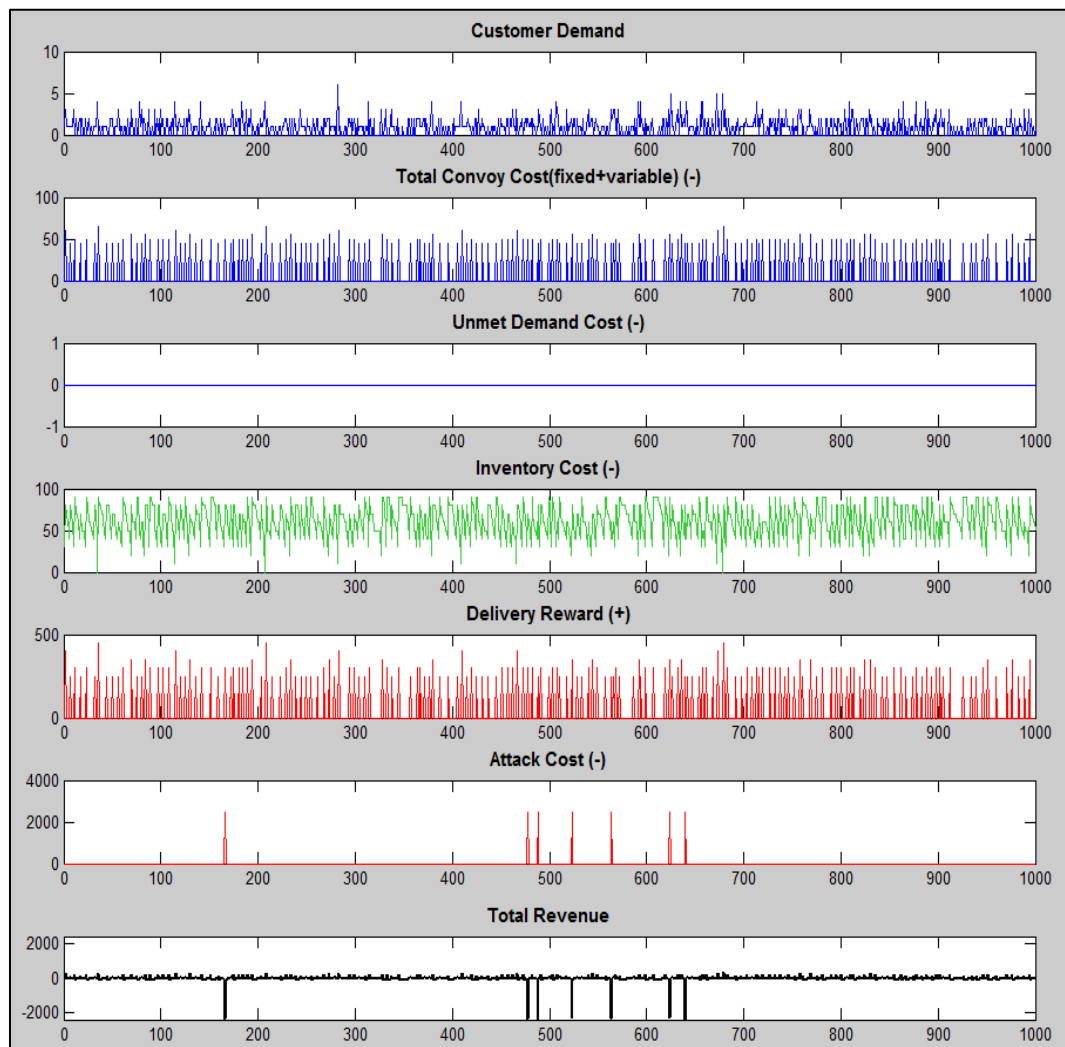 Customer Demand
10
5
0
0 100 200 300 400 500 600 700 800 900 1000
Total Convoy Cost(fixed+variable) (-)
100
50
0
0 100 200 300 400 500 600 700 800 900 1000
Unmet Demand Cost (-)
1
0
-1
0 100 200 300 400 500 600 700 800 900 1000
Inventory Cost (-)
100
50
0
0 100 200 300 400 500 600 700 800 900 1000
Delivery Reward (+)
500
0
0 100 200 300 400 500 600 700 800 900 1000
Attack Cost (-)
4000
2000
0
0 100 200 300 400 500 600 700 800 900 1000
Total Revenue
2000
0
-2000
0 100 200 300 400 500 600 700 800 900 1000